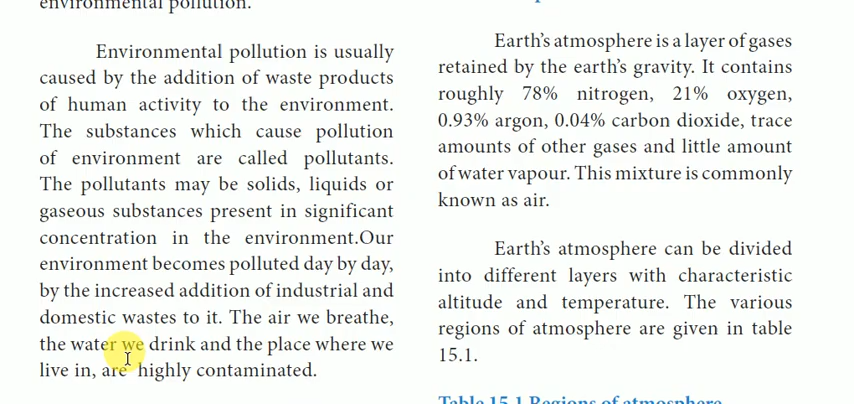 environmental pollution.
Environmental pollution is usually
caused by the addition of waste products
of human activity to the environment.
The substances which cause pollution
of environment are called pollutants.
The pollutants may be solids, liquids or
gaseous substances present in significant
concentration in the environment.Our
environment becomes polluted day by day,
by the increased addition of industrial and
domestic wastes to it. The air we breathe,
the water we drink and the place where we
live in, are highly contaminated.
Earth's atmosphere is a layer of gases
retained by the earth's gravity. It contains
roughly 78% nitrogen, 21% oxygen,
0.93% argon, 0.04% carbon dioxide, trace
amounts of other gases and little amount
of water vapour. This mixture is commonly
known as air.
Earth's atmosphere can be divided
into different layers with characteristic
altitude and temperature. The various
regions of atmosphere are given in table
15.1.
Table 15.1 Regions of atmosphere